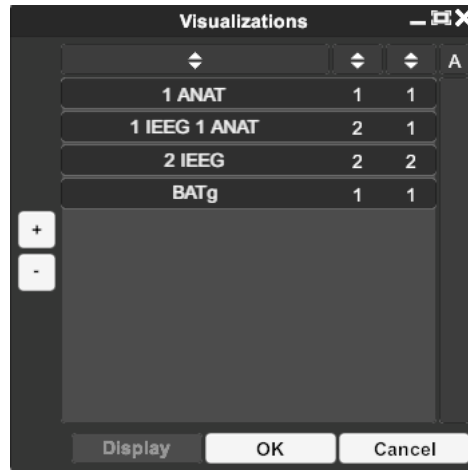 Visualizations
A
1 ANAT 1 1
1 IEEG 1 ANAT 2 1
2 IEEG 2 2
BATg 1 1
+
-
Display OK Cancel